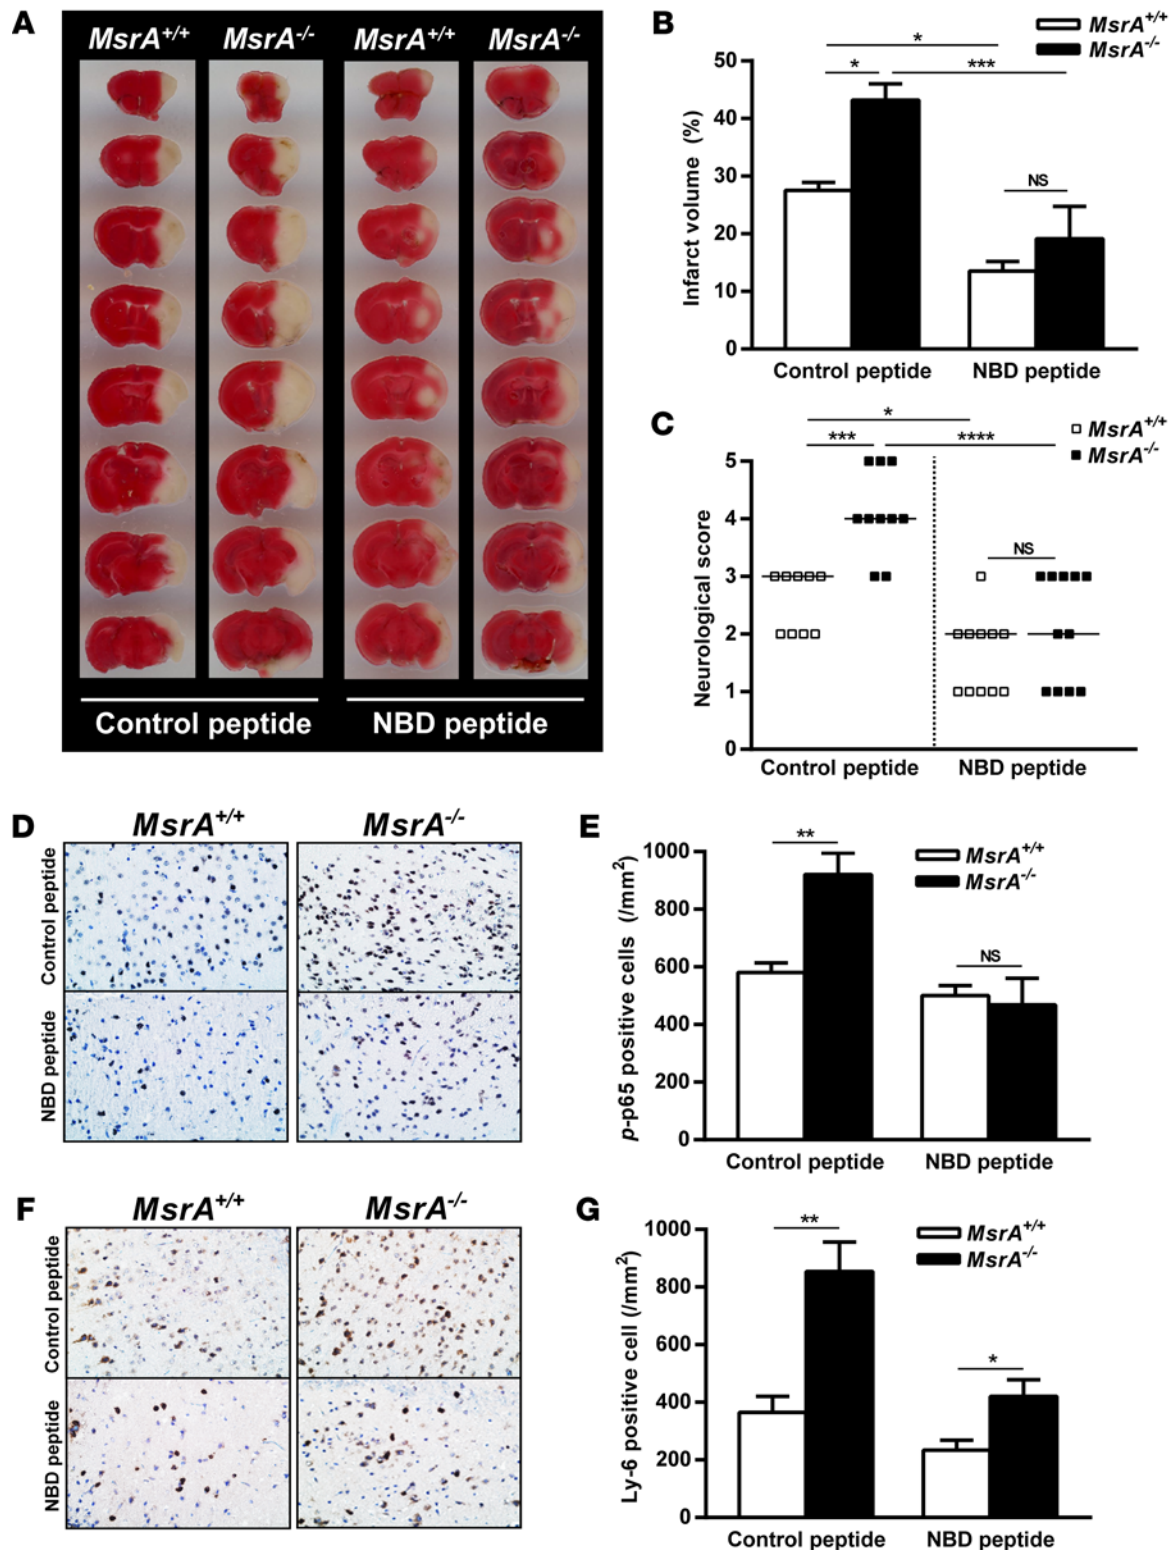 A
MsrA+/+ MsrA-/- MsrA+/+ MsrA-/-
Control peptide NBD peptide
B
MsrA+/+
MsrA-/-
* * *** NS
Infarct volume (%)
50
40
30
20
10
0
Control peptide NBD peptide
C
MsrA+/+
MsrA-/-
* *** **** NS
Neurological score
5
4
3
2
1
0
Control peptide NBD peptide
D
MsrA+/+ MsrA-/-
Control peptide
NBD peptide
E
MsrA+/+
MsrA-/-
** NS
p-p65 positive cells (/mm2)
1000
800
600
400
200
0
Control peptide NBD peptide
F
MsrA+/+ MsrA-/-
Control peptide
NBD peptide
G
MsrA+/+
MsrA-/-
** *
Ly-6 positive cell (/mm2)
1000
800
600
400
200
0
Control peptide NBD peptide